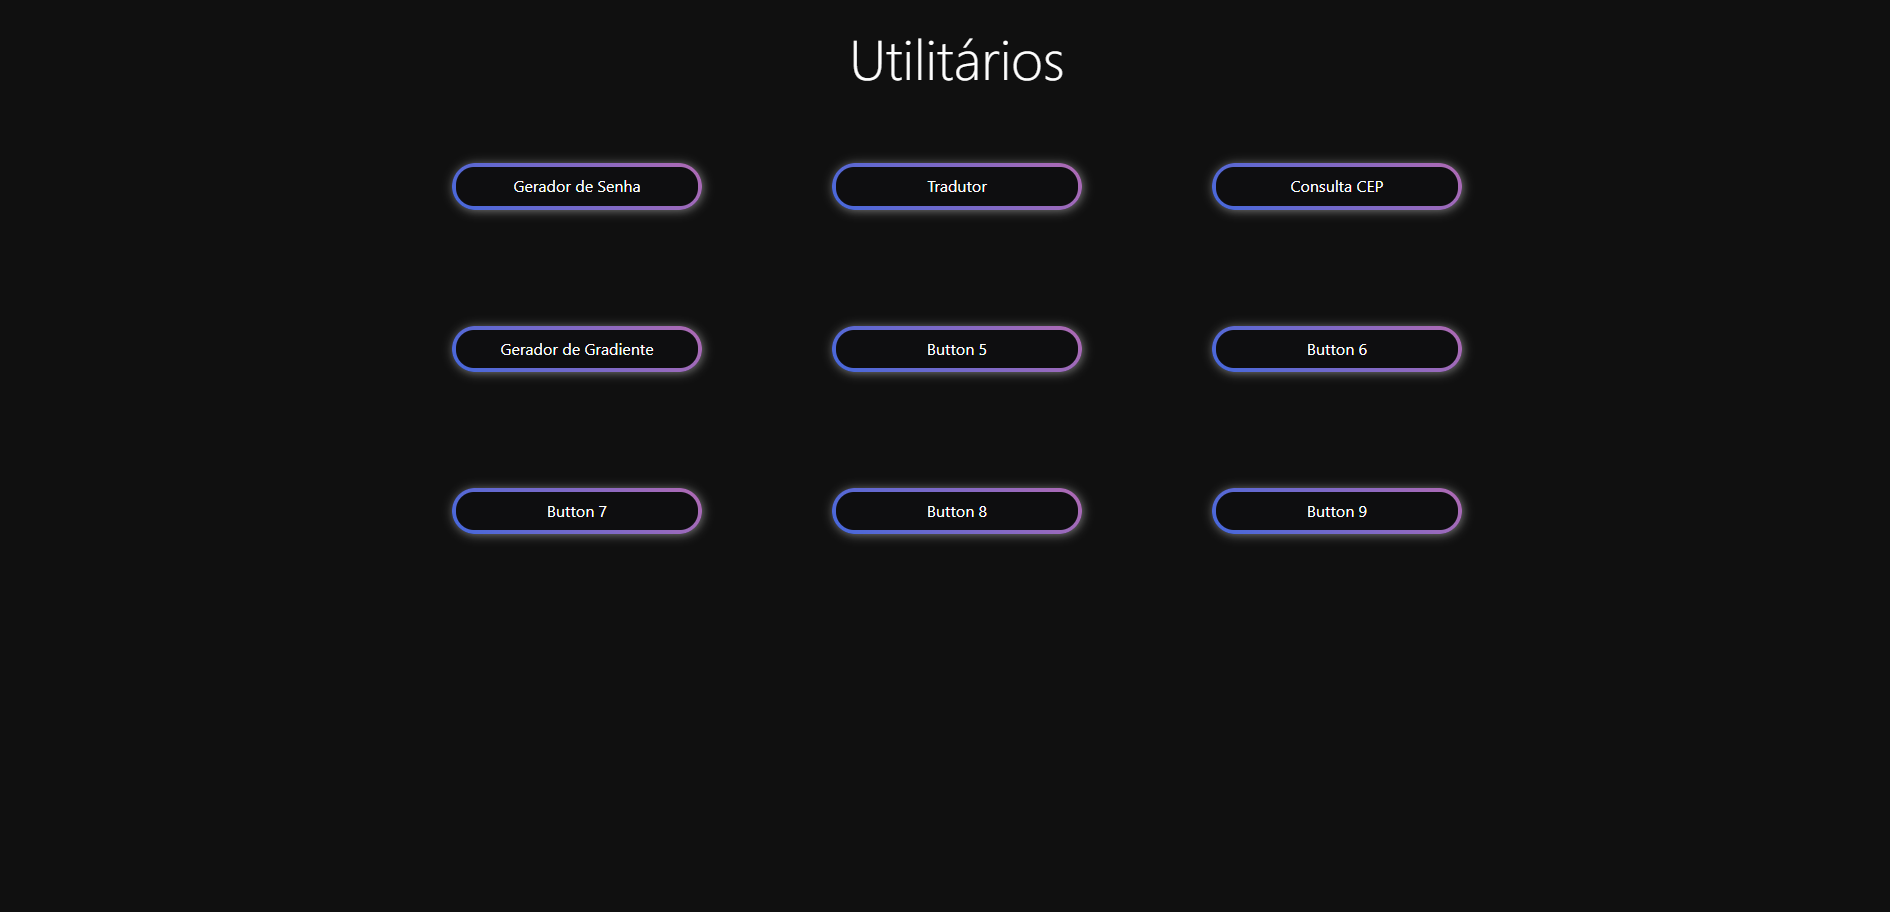 Utilitários
Gerador de Senha
Tradutor
Consulta CEP
Gerador de Gradiente
Button 5
Button 6
Button 7
Button 8
Button 9